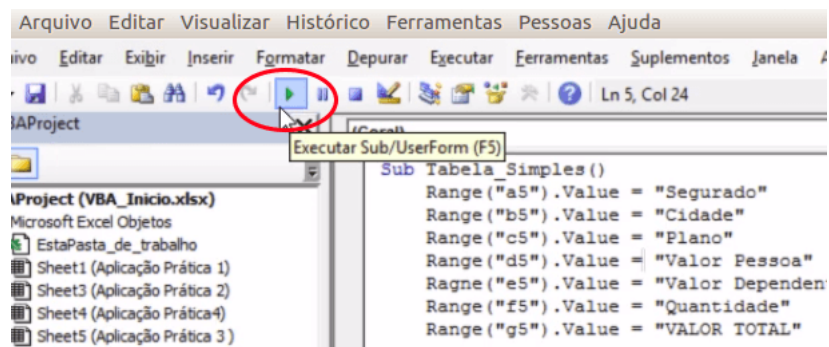 Arquivo Editar Visualizar Histórico Ferramentas Pessoas Ajuda
ivo Editar Exibir Inserir Formatar Depurar Executar Ferramentas Suplementos Janela A
Ln 5, Col 24
BAProject
(Geral)
Executar Sub/UserForm (F5)
Sub Tabela_Simples()
AProject (VBA_Inicio.xlsx)
Range("a5").Value = "Segurado"
Microsoft Excel Objetos
Range("b5").Value = "Cidade"
EstaPasta_de_trabalho
Range("c5").Value = "Plano"
Sheet1 (Aplicação Prática 1)
Range("d5").Value = "Valor Pessoa"
Sheet3 (Aplicação Prática 2)
Ragne("e5").Value = "Valor Dependen
Sheet4 (Aplicação Prática4)
Range("f5").Value = "Quantidade"
Sheet5 (Aplicação Prática 3 )
Range("g5").Value = "VALOR TOTAL"